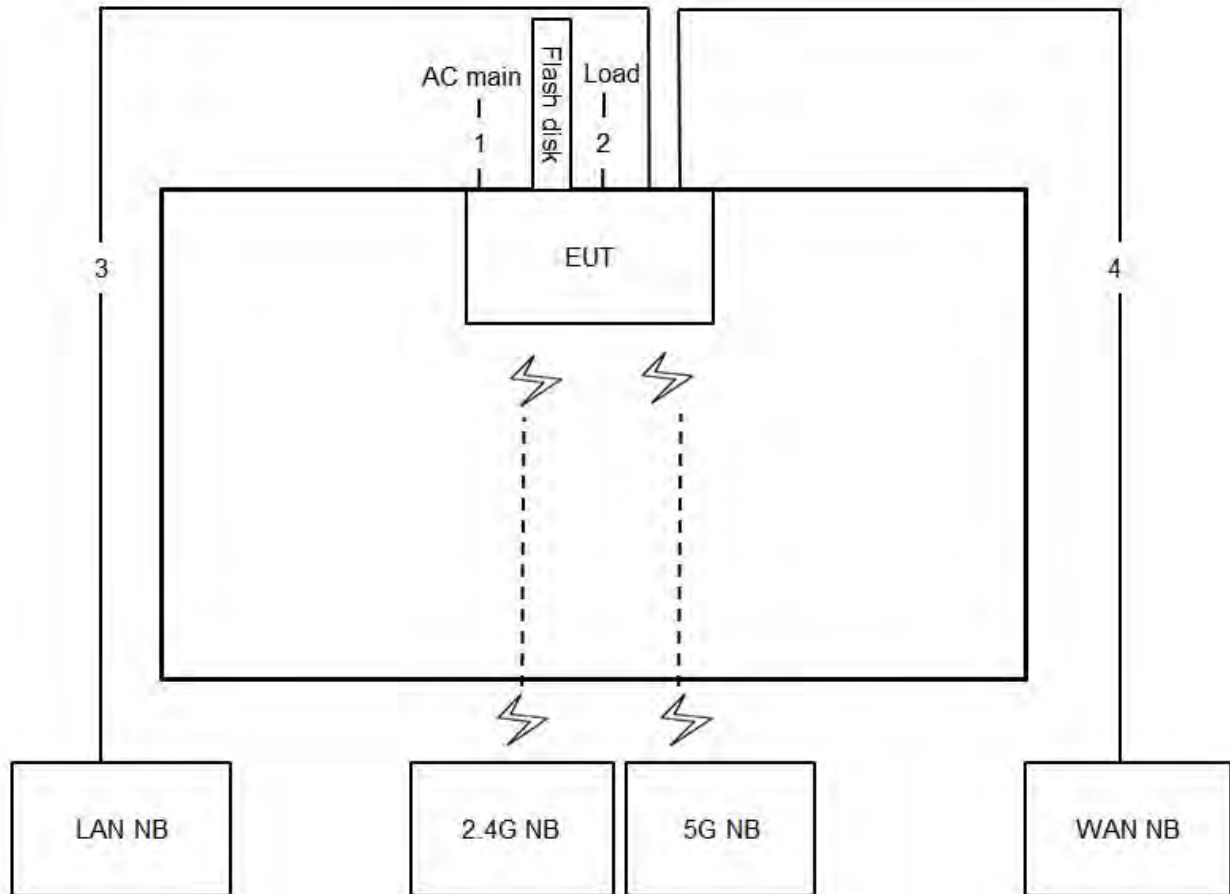 AC main
Flash disk
Load
1
2
EUT
3
4
LAN NB
2.4G NB
5G NB
WAN NB